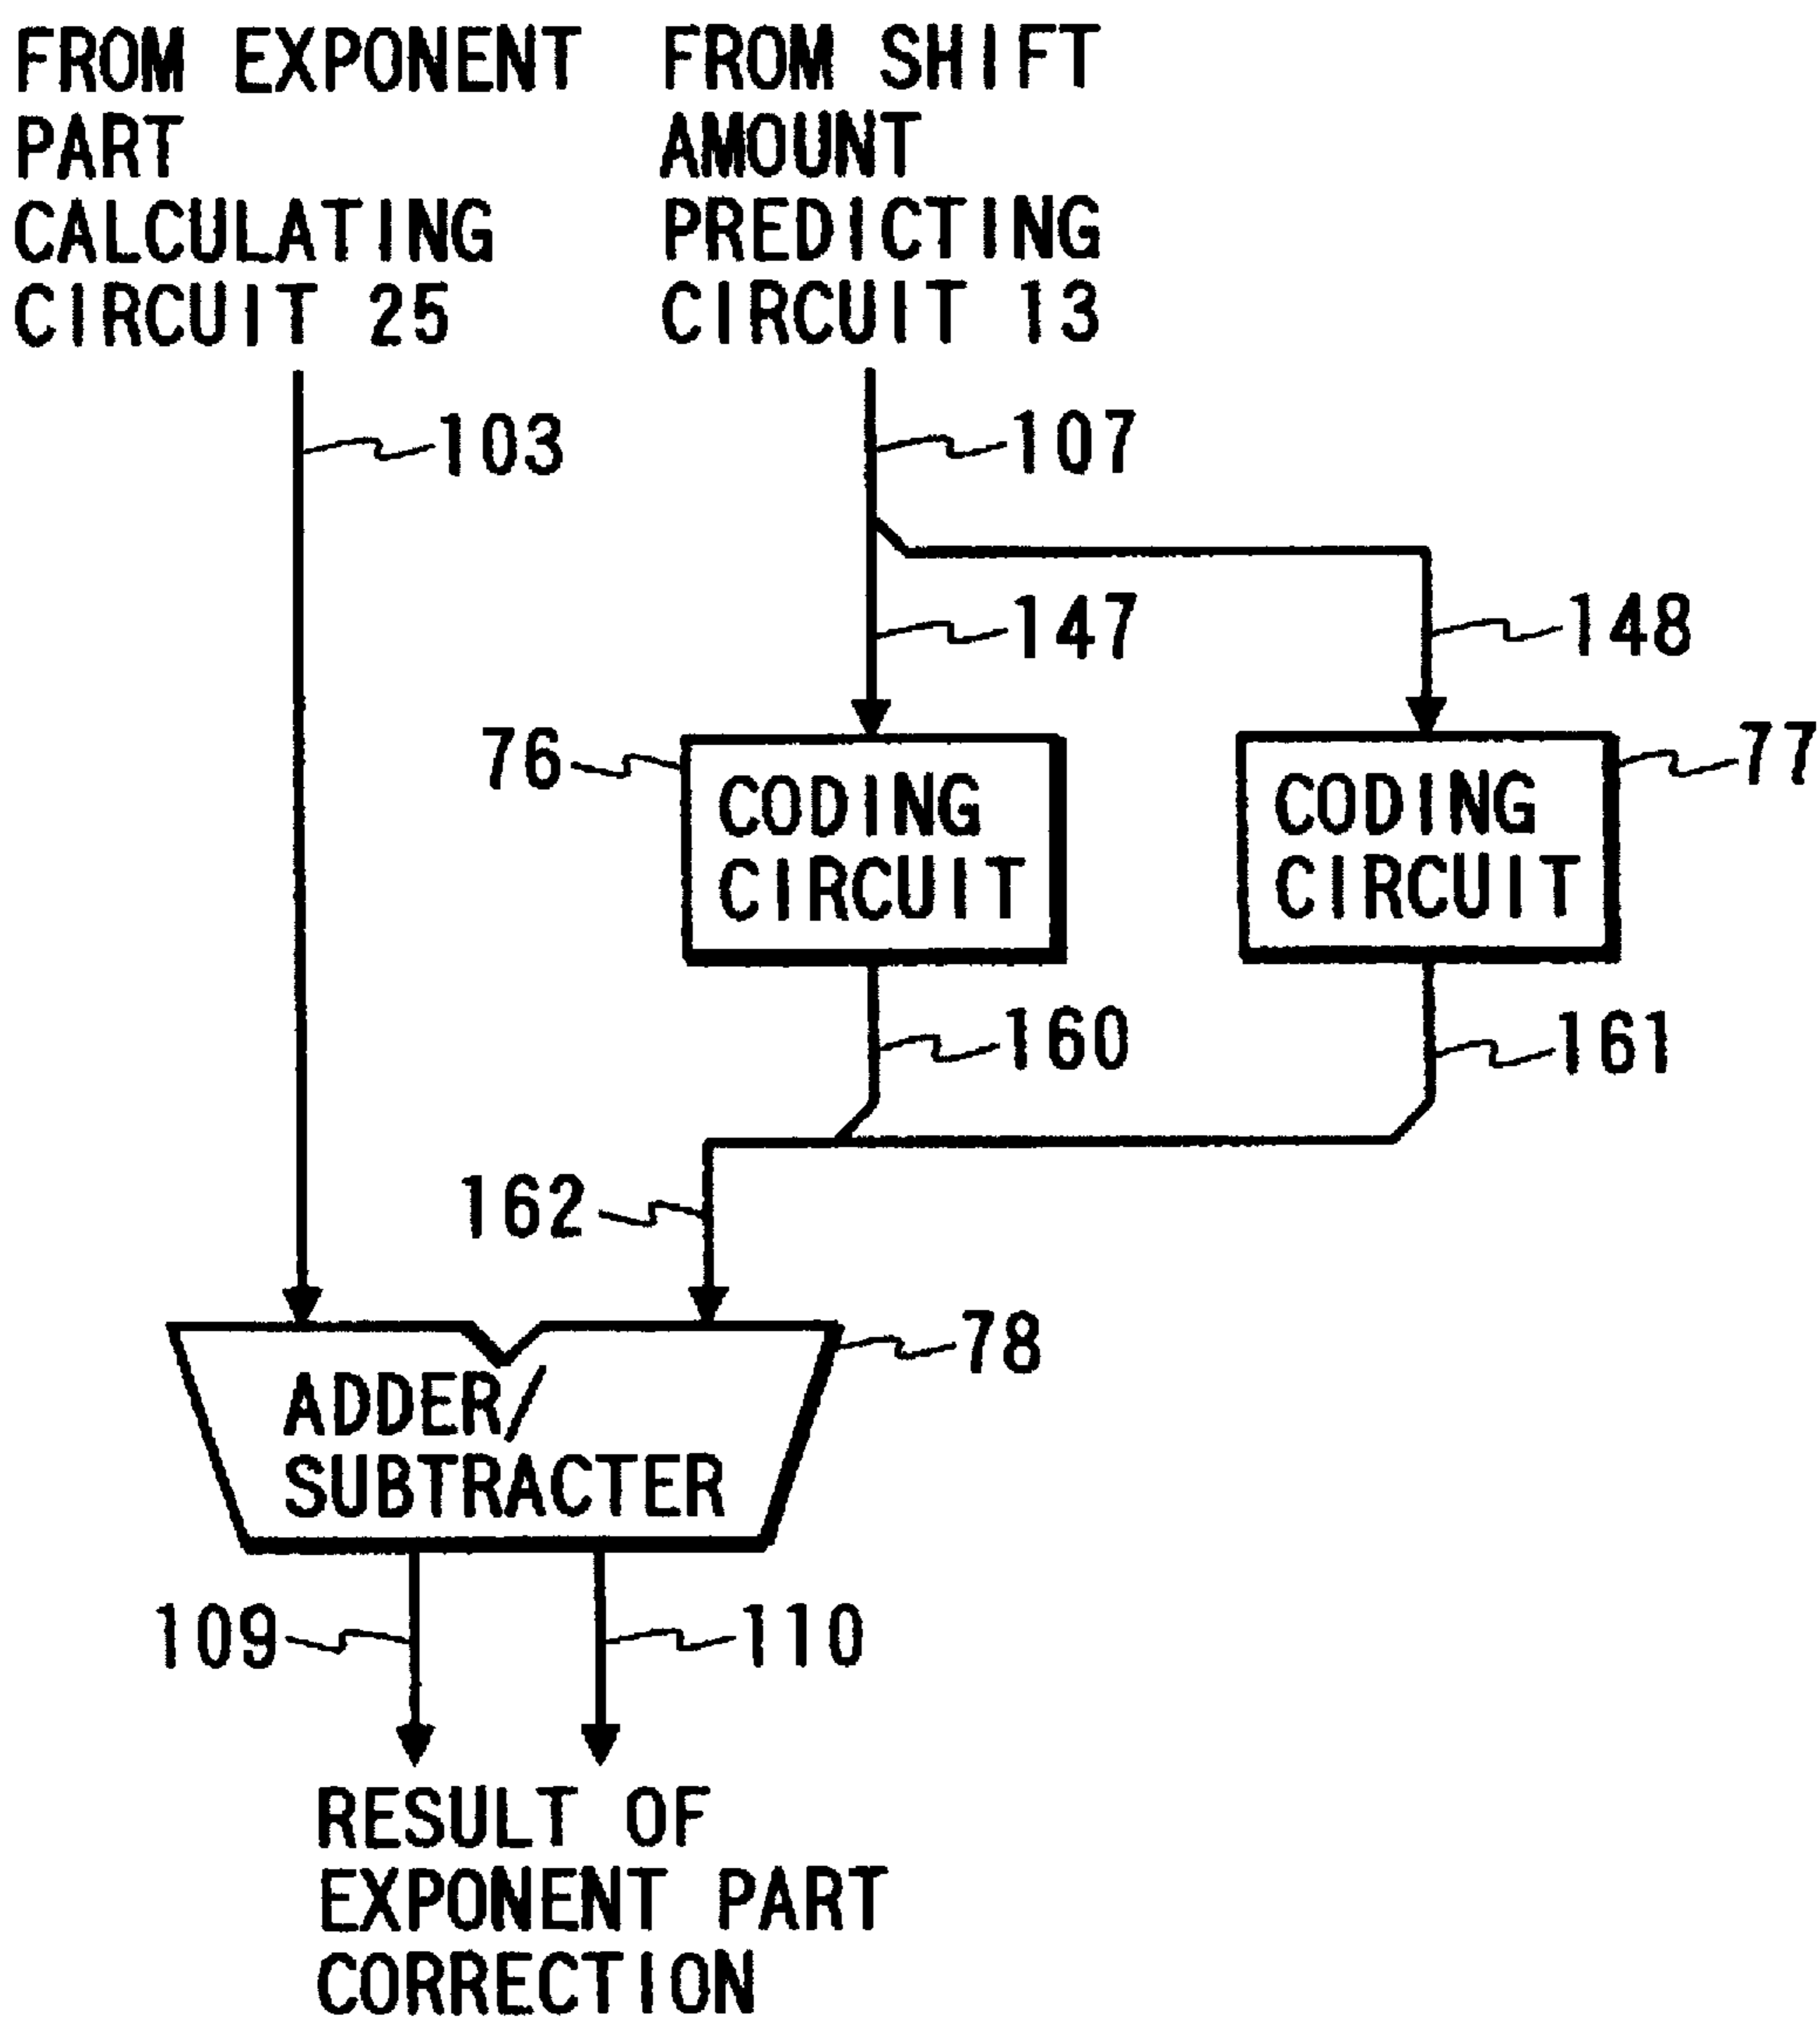 FROM EXPONENT
PART
CALCULATING
CIRCUIT 25
FROM SHIFT
AMOUNT
PREDICTING
CIRCUIT 13
103
107
147
148
76
CODING
CIRCUIT
77
CODING
CIRCUIT
160
161
162
78
ADDER/
SUBTRACTER
109
110
RESULT OF
EXPONENT PART
CORRECTION